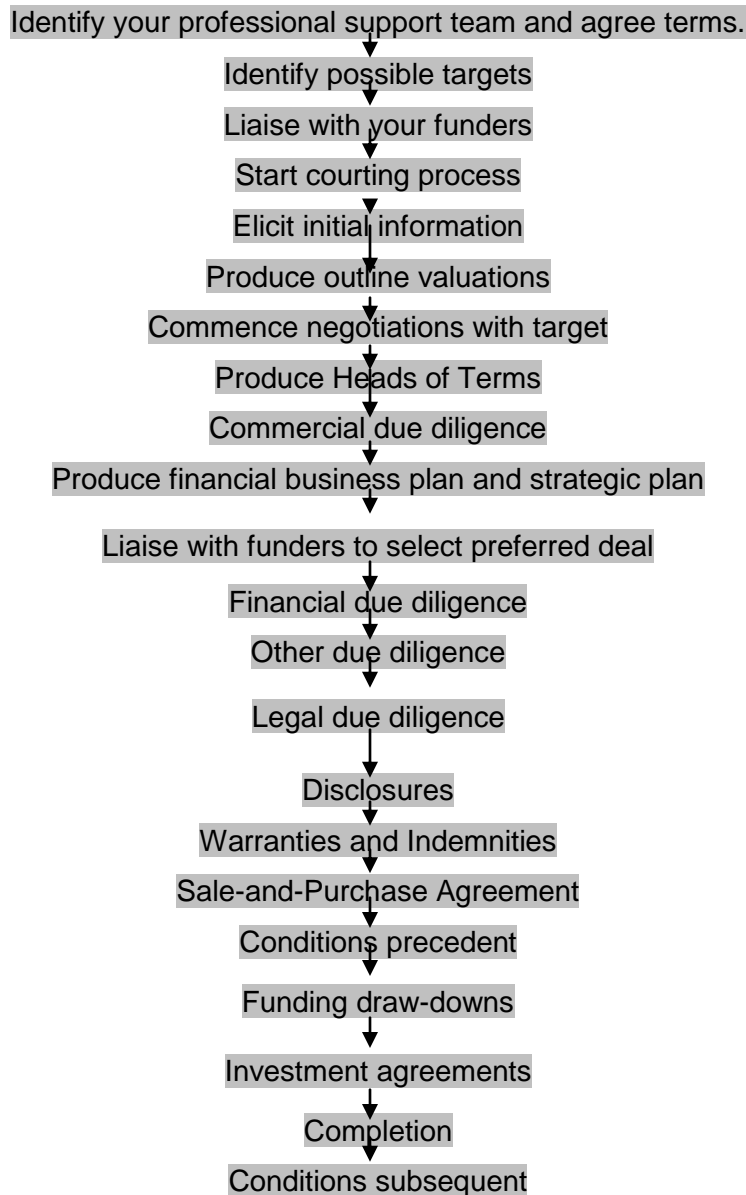 Identify your professional support team and agree terms.
Identify possible targets
Liaise with your funders
Start courting process
Elicit initial information
Produce outline valuations
Commence negotiations with target
Produce Heads of Terms
Commercial due diligence
Produce financial business plan and strategic plan
Liaise with funders to select preferred deal
Financial due diligence
Other due diligence
Legal due diligence
Disclosures
Warranties and Indemnities
Sale-and-Purchase Agreement
Conditions precedent
Funding draw-downs
Investment agreements
Completion
Conditions subsequent